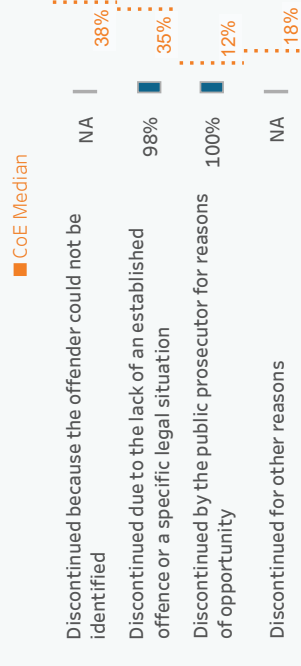 CoE Median
Discontinued because the offender could not be
identified
NA
38%
Discontinued due to the lack of an established
offence or a specific legal situation
98%
35%
Discontinued by the public prosecutor for reasons
of opportunity
100%
12%
Discontinued for other reasons
NA
18%